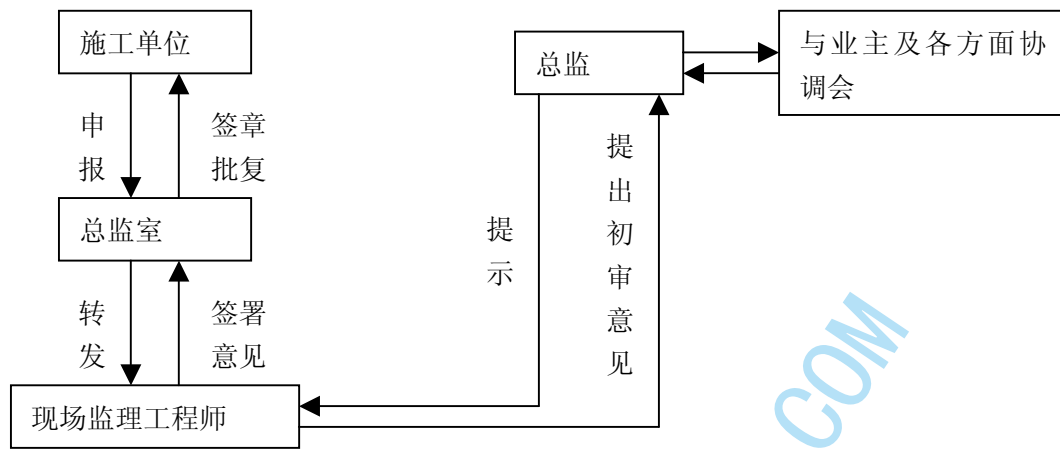 施工单位
总监
与业主及各方面协
调会
申报
签章
批复
提出初审意见
总监室
提示
转发
签署
意见
现场监理工程师
COM